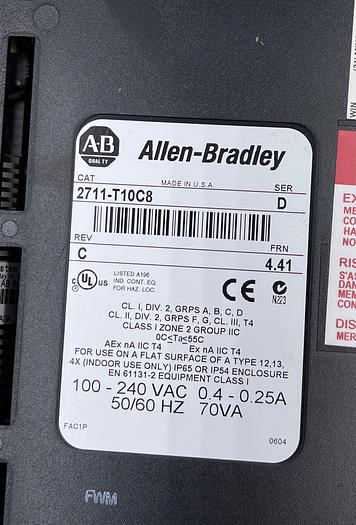 AB
QUALITY
Allen-Bradley
MADE IN U.S.A.
CAT SER
2711-T10C8 D
REV FRN
C 4.41
C UL US
LISTED A196
IND. CONT. EQ.
FOR HAZ. LOC.
CE
N223
CL. I, DIV. 2, GRPS A, B, C, D
CL. II, DIV. 2, GRPS F, G, CL. III, T4
CLASS I ZONE 2 GROUP IIC
0C<Ta<55C
AEx nA IIC T4 Ex nA IIC T4
FOR USE ON A FLAT SURFACE OF A TYPE 12,13,
4X (INDOOR USE ONLY) IP65 OR IP54 ENCLOSURE
EN 61131-2 EQUIPMENT CLASS I
100 - 240 VAC 0.4 - 0.25A
50/60 HZ 70VA
FAC1P 0604
FWM
WIN
RIS